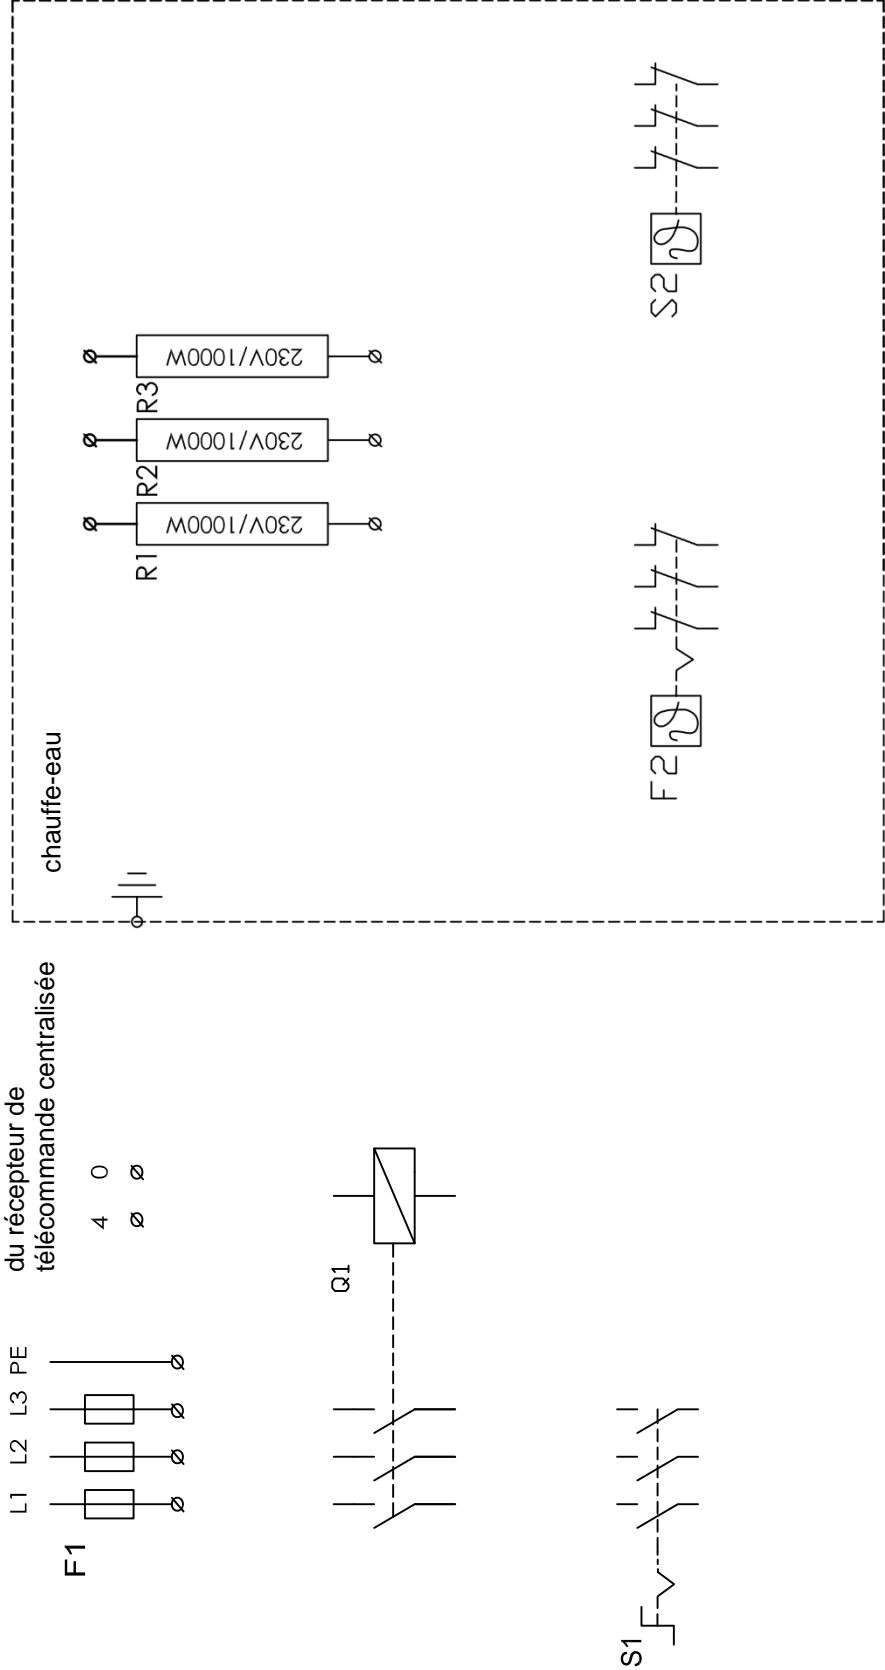 du récepteur de
télécommande centralisée
4 0
L1 L2 L3 PE
F1
Q1
S1
chauffe-eau
R1
230V/1000W
R2
230V/1000W
R3
230V/1000W
F2
S2